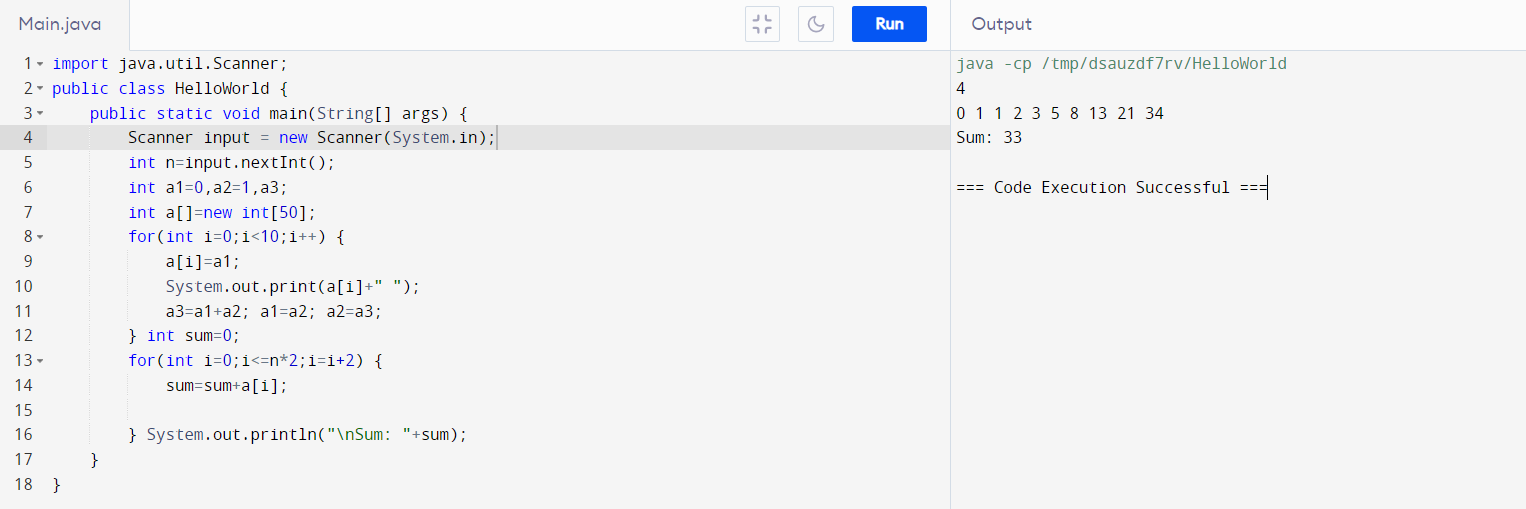 Main.java
Run
Output
1 import java.util.Scanner;
2 public class HelloWorld {
3     public static void main(String[] args) {
4         Scanner input = new Scanner(System.in);
5         int n=input.nextInt();
6         int a1=0,a2=1,a3;
7         int a[]=new int[50];
8         for(int i=0;i<10;i++) {
9             a[i]=a1;
10             System.out.print(a[i]+" ");
11             a3=a1+a2; a1=a2; a2=a3;
12         } int sum=0;
13         for(int i=0;i<=n*2;i=i+2) {
14             sum=sum+a[i];
15
16         } System.out.println("\nSum: "+sum);
17     }
18 }
java -cp /tmp/dsauzdf7rv/HelloWorld
4
0 1 1 2 3 5 8 13 21 34
Sum: 33
=== Code Execution Successful ===